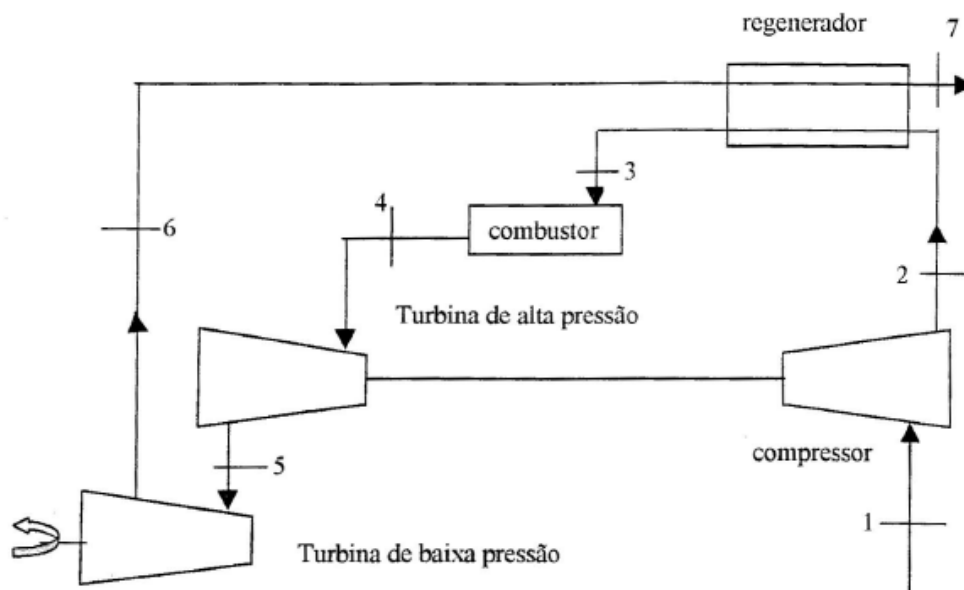 regenerador
7
3
4
combustor
6
2
Turbina de alta pressão
5
compressor
1
Turbina de baixa pressão